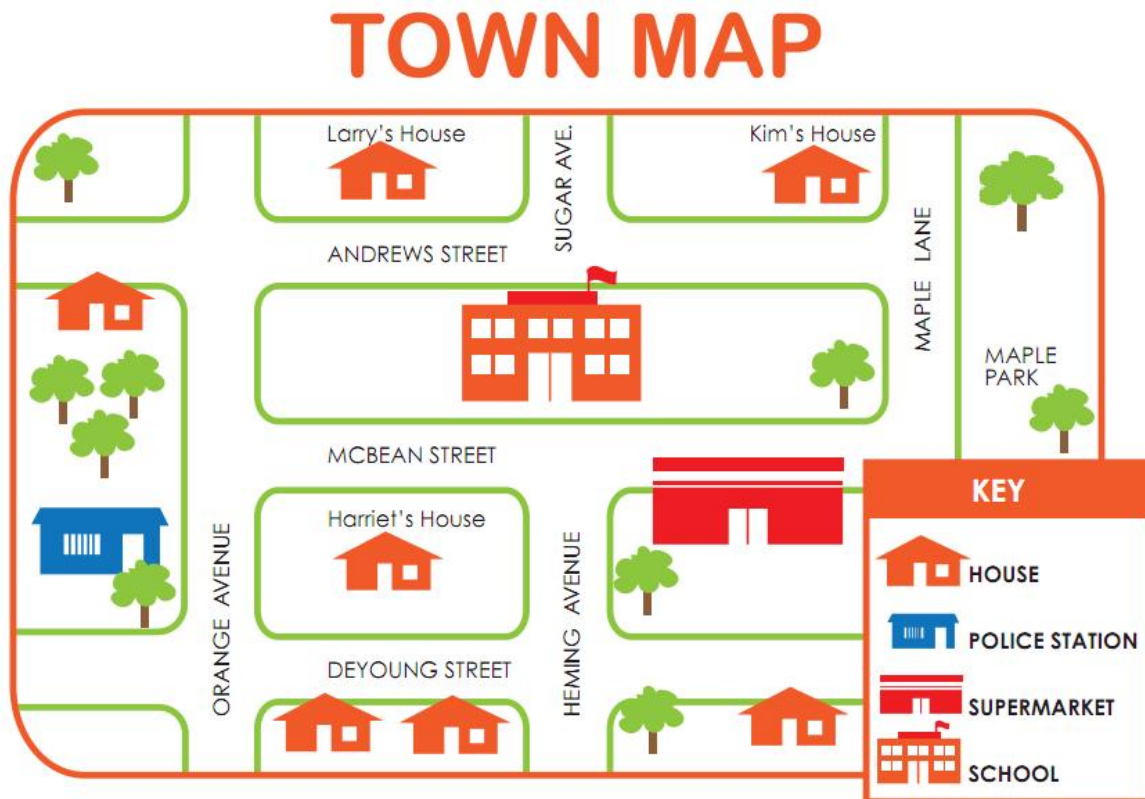 TOWN MAP
Larry's House
SUGAR AVE.
Kim's House
ANDREWS STREET
MAPLE LANE
MAPLE
PARK
MCBEAN STREET
Harriet's House
ORANGE AVENUE
HEMING AVENUE
DEYOUNG STREET
KEY
HOUSE
POLICE STATION
SUPERMARKET
SCHOOL